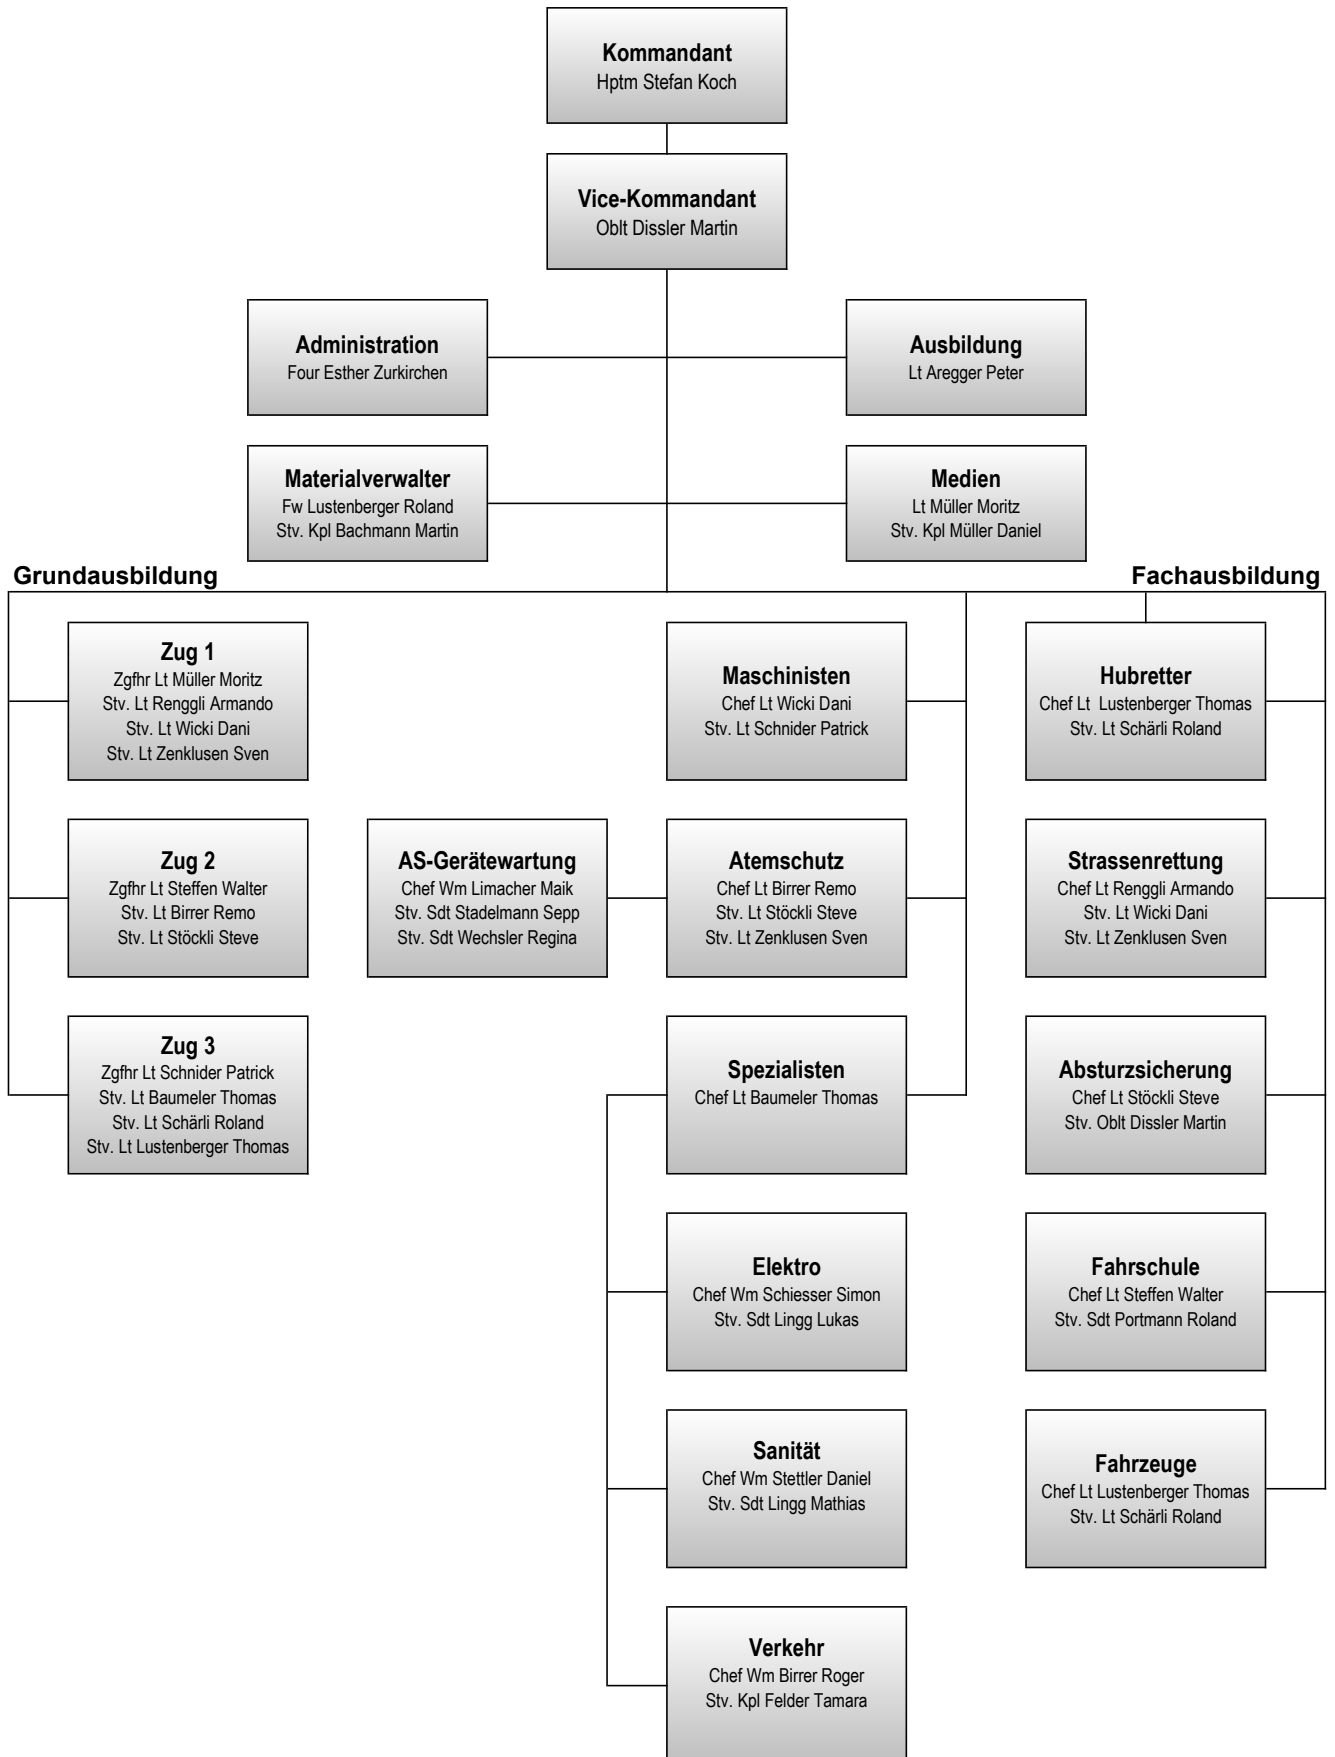 Kommandant
Hptm Stefan Koch
Vice-Kommandant
Oblt Dissler Martin
Administration
Four Esther Zurkirchen
Ausbildung
Lt Aregger Peter
Materialverwalter
Fw Lustenberger Roland
Stv. Kpl Bachmann Martin
Medien
Lt Müller Moritz
Stv. Kpl Müller Daniel
Grundausbildung
Fachausbildung
Zug 1
Zgfhr Lt Müller Moritz
Stv. Lt Renggli Armando
Stv. Lt Wicki Dani
Stv. Lt Zenklusen Sven
Maschinisten
Chef Lt Wicki Dani
Stv. Lt Schnider Patrick
Hubretter
Chef Lt  Lustenberger Thomas
Stv. Lt Schärli Roland
Zug 2
Zgfhr Lt Steffen Walter
Stv. Lt Birrer Remo
Stv. Lt Stöckli Steve
AS-Gerätewartung
Chef Wm Limacher Maik
Stv. Sdt Stadelmann Sepp
Stv. Sdt Wechsler Regina
Atemschutz
Chef Lt Birrer Remo
Stv. Lt Stöckli Steve
Stv. Lt Zenklusen Sven
Strassenrettung
Chef Lt Renggli Armando
Stv. Lt Wicki Dani
Stv. Lt Zenklusen Sven
Zug 3
Zgfhr Lt Schnider Patrick
Stv. Lt Baumeler Thomas
Stv. Lt Schärli Roland
Stv. Lt Lustenberger Thomas
Spezialisten
Chef Lt Baumeler Thomas
Absturzsicherung
Chef Lt Stöckli Steve
Stv. Oblt Dissler Martin
Elektro
Chef Wm Schiesser Simon
Stv. Sdt Lingg Lukas
Fahrschule
Chef Lt Steffen Walter
Stv. Sdt Portmann Roland
Sanität
Chef Wm Stettler Daniel
Stv. Sdt Lingg Mathias
Fahrzeuge
Chef Lt Lustenberger Thomas
Stv. Lt Schärli Roland
Verkehr
Chef Wm Birrer Roger
Stv. Kpl Felder Tamara